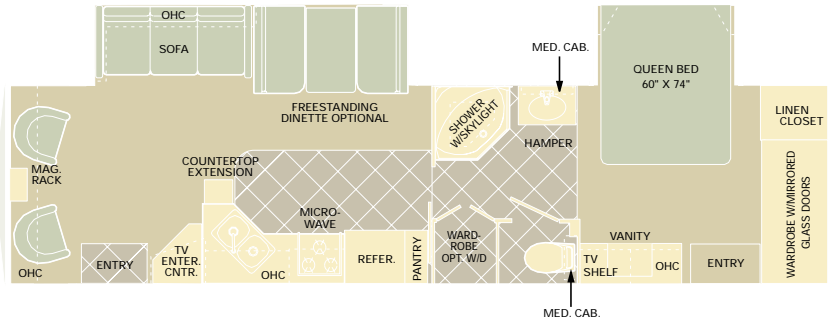 OHC
SOFA
MED. CAB.
QUEEN BED
60" X 74"
FREESTANDING
DINETTE OPTIONAL
SHOWER
W/SKYLIGHT
LINEN
CLOSET
HAMPER
MAG.
RACK
COUNTERTOP
EXTENSION
WARDROBE W/MIRRORED
GLASS DOORS
MICRO-
WAVE
WARD-
ROBE
OPT. W/D
VANITY
OHC
ENTRY
TV
ENTER.
CNTR.
OHC
REFER.
PANTRY
TV
SHELF
OHC
ENTRY
MED. CAB.